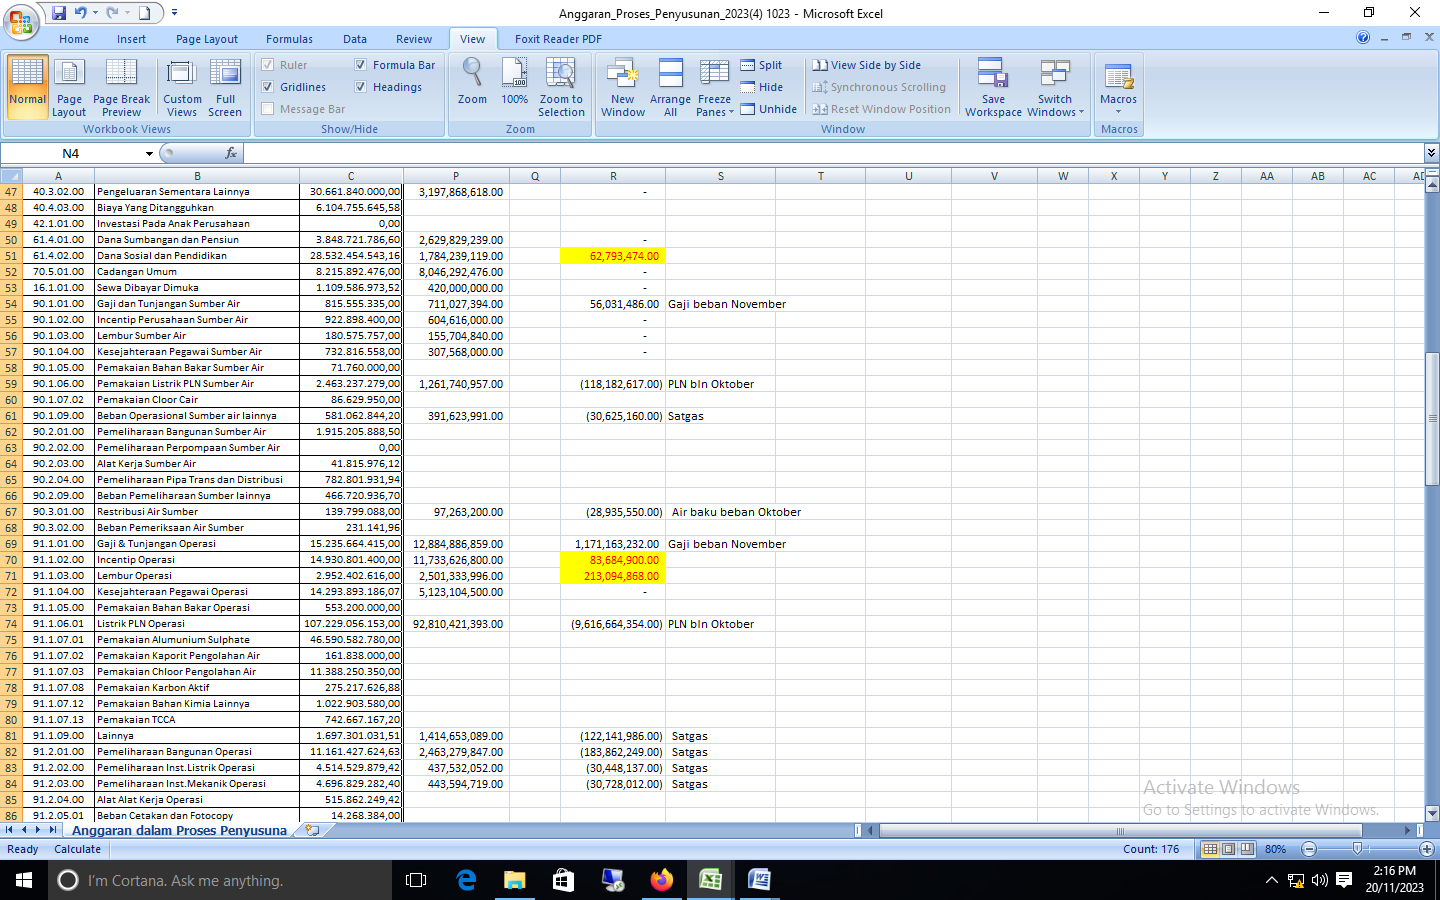 Anggaran_Proses_Penyusunan_2023(4) 1023 - Microsoft Excel
Home Insert Page Layout Formulas Data Review View Foxit Reader PDF
Ruler Formula Bar Split View Side by Side
Gridlines Headings Hide Synchronous Scrolling
Message Bar Unhide Reset Window Position
Normal Page Layout Page Break Preview Custom Views Full Screen Zoom 100% Zoom to Selection New Window Arrange All Freeze Panes Save Workspace Switch Windows Macros
Workbook Views Show/Hide Zoom Window Macros
N4 fx
A B C P Q R S T U V W X Y Z AA AB AC AD
47 40.3.02.00 Pengeluaran Sementara Lainnya 30.661.840.000,00 3,197,868,618.00 -
48 40.4.03.00 Biaya Yang Ditangguhkan 6.104.755.645,58
49 42.1.01.00 Investasi Pada Anak Perusahaan 0,00
50 61.4.01.00 Dana Sumbangan dan Pensiun 3.848.721.786,60 2,629,829,239.00 -
51 61.4.02.00 Dana Sosial dan Pendidikan 28.532.454.543,16 1,784,239,119.00 62,793,474.00
52 70.5.01.00 Cadangan Umum 8.215.892.476,00 8,046,292,476.00 -
53 16.1.01.00 Sewa Dibayar Dimuka 1.109.586.973,52 420,000,000.00 -
54 90.1.01.00 Gaji dan Tunjangan Sumber Air 815.555.335,00 711,027,394.00 56,031,486.00 Gaji beban November
55 90.1.02.00 Incentip Perusahaan Sumber Air 922.898.400,00 604,616,000.00 -
56 90.1.03.00 Lembur Sumber Air 180.575.757,00 155,704,840.00 -
57 90.1.04.00 Kesejahteraan Pegawai Sumber Air 732.816.558,00 307,568,000.00 -
58 90.1.05.00 Pemakaian Bahan Bakar Sumber Air 71.760.000,00
59 90.1.06.00 Pemakaian Listrik PLN Sumber Air 2.463.237.279,00 1,261,740,957.00 (118,182,617.00) PLN bln Oktober
60 90.1.07.02 Pemakaian Cloor Cair 86.629.950,00
61 90.1.09.00 Beban Operasional Sumber air lainnya 581.062.844,20 391,623,991.00 (30,625,160.00) Satgas
62 90.2.01.00 Pemeliharaan Bangunan Sumber Air 1.915.205.888,50
63 90.2.02.00 Pemeliharaan Perpompaan Sumber Air 0,00
64 90.2.03.00 Alat Kerja Sumber Air 41.815.976,12
65 90.2.04.00 Pemeliharaan Pipa Trans dan Distribusi 782.801.931,94
66 90.2.09.00 Beban Pemeliharaan Sumber lainnya 466.720.936,70
67 90.3.01.00 Restribusi Air Sumber 139.799.088,00 97,263,200.00 (28,935,550.00) Air baku beban Oktober
68 90.3.02.00 Beban Pemeriksaan Air Sumber 231.141,96
69 91.1.01.00 Gaji & Tunjangan Operasi 15.235.664.415,00 12,884,886,859.00 1,171,163,232.00 Gaji beban November
70 91.1.02.00 Incentip Operasi 14.930.801.400,00 11,733,626,800.00 83,684,900.00
71 91.1.03.00 Lembur Operasi 2.952.402.616,00 2,501,333,996.00 213,094,868.00
72 91.1.04.00 Kesejahteraan Pegawai Operasi 14.293.893.186,07 5,123,104,500.00 -
73 91.1.05.00 Pemakaian Bahan Bakar Operasi 553.200.000,00
74 91.1.06.01 Listrik PLN Operasi 107.229.056.153,00 92,810,421,393.00 (9,616,664,354.00) PLN bln Oktober
75 91.1.07.01 Pemakaian Alumunium Sulphate 46.590.582.780,00
76 91.1.07.02 Pemakaian Kaporit Pengolahan Air 161.838.000,00
77 91.1.07.03 Pemakaian Chloor Pengolahan Air 11.388.250.350,00
78 91.1.07.08 Pemakaian Karbon Aktif 275.217.626,88
79 91.1.07.12 Pemakaian Bahan Kimia Lainnya 1.022.903.580,00
80 91.1.07.13 Pemakaian TCCA 742.667.167,20
81 91.1.09.00 Lainnya 1.697.301.031,51 1,414,653,089.00 (122,141,986.00) Satgas
82 91.2.01.00 Pemeliharaan Bangunan Operasi 11.161.427.624,63 2,463,279,847.00 (183,862,249.00) Satgas
83 91.2.02.00 Pemeliharaan Inst.Listrik Operasi 4.514.529.879,42 437,532,052.00 (30,448,137.00) Satgas
84 91.2.03.00 Pemeliharaan Inst.Mekanik Operasi 4.696.829.282,40 443,594,719.00 (30,728,012.00) Satgas
85 91.2.04.00 Alat Alat Kerja Operasi 515.862.249,42
86 91.2.05.01 Beban Cetakan dan Fotocopy 14.268.384,00
Activate Windows
Go to Settings to activate Windows.
Anggaran dalam Proses Penyusuna
Ready Calculate Count: 176 80%
I'm Cortana. Ask me anything. 2:16 PM
20/11/2023